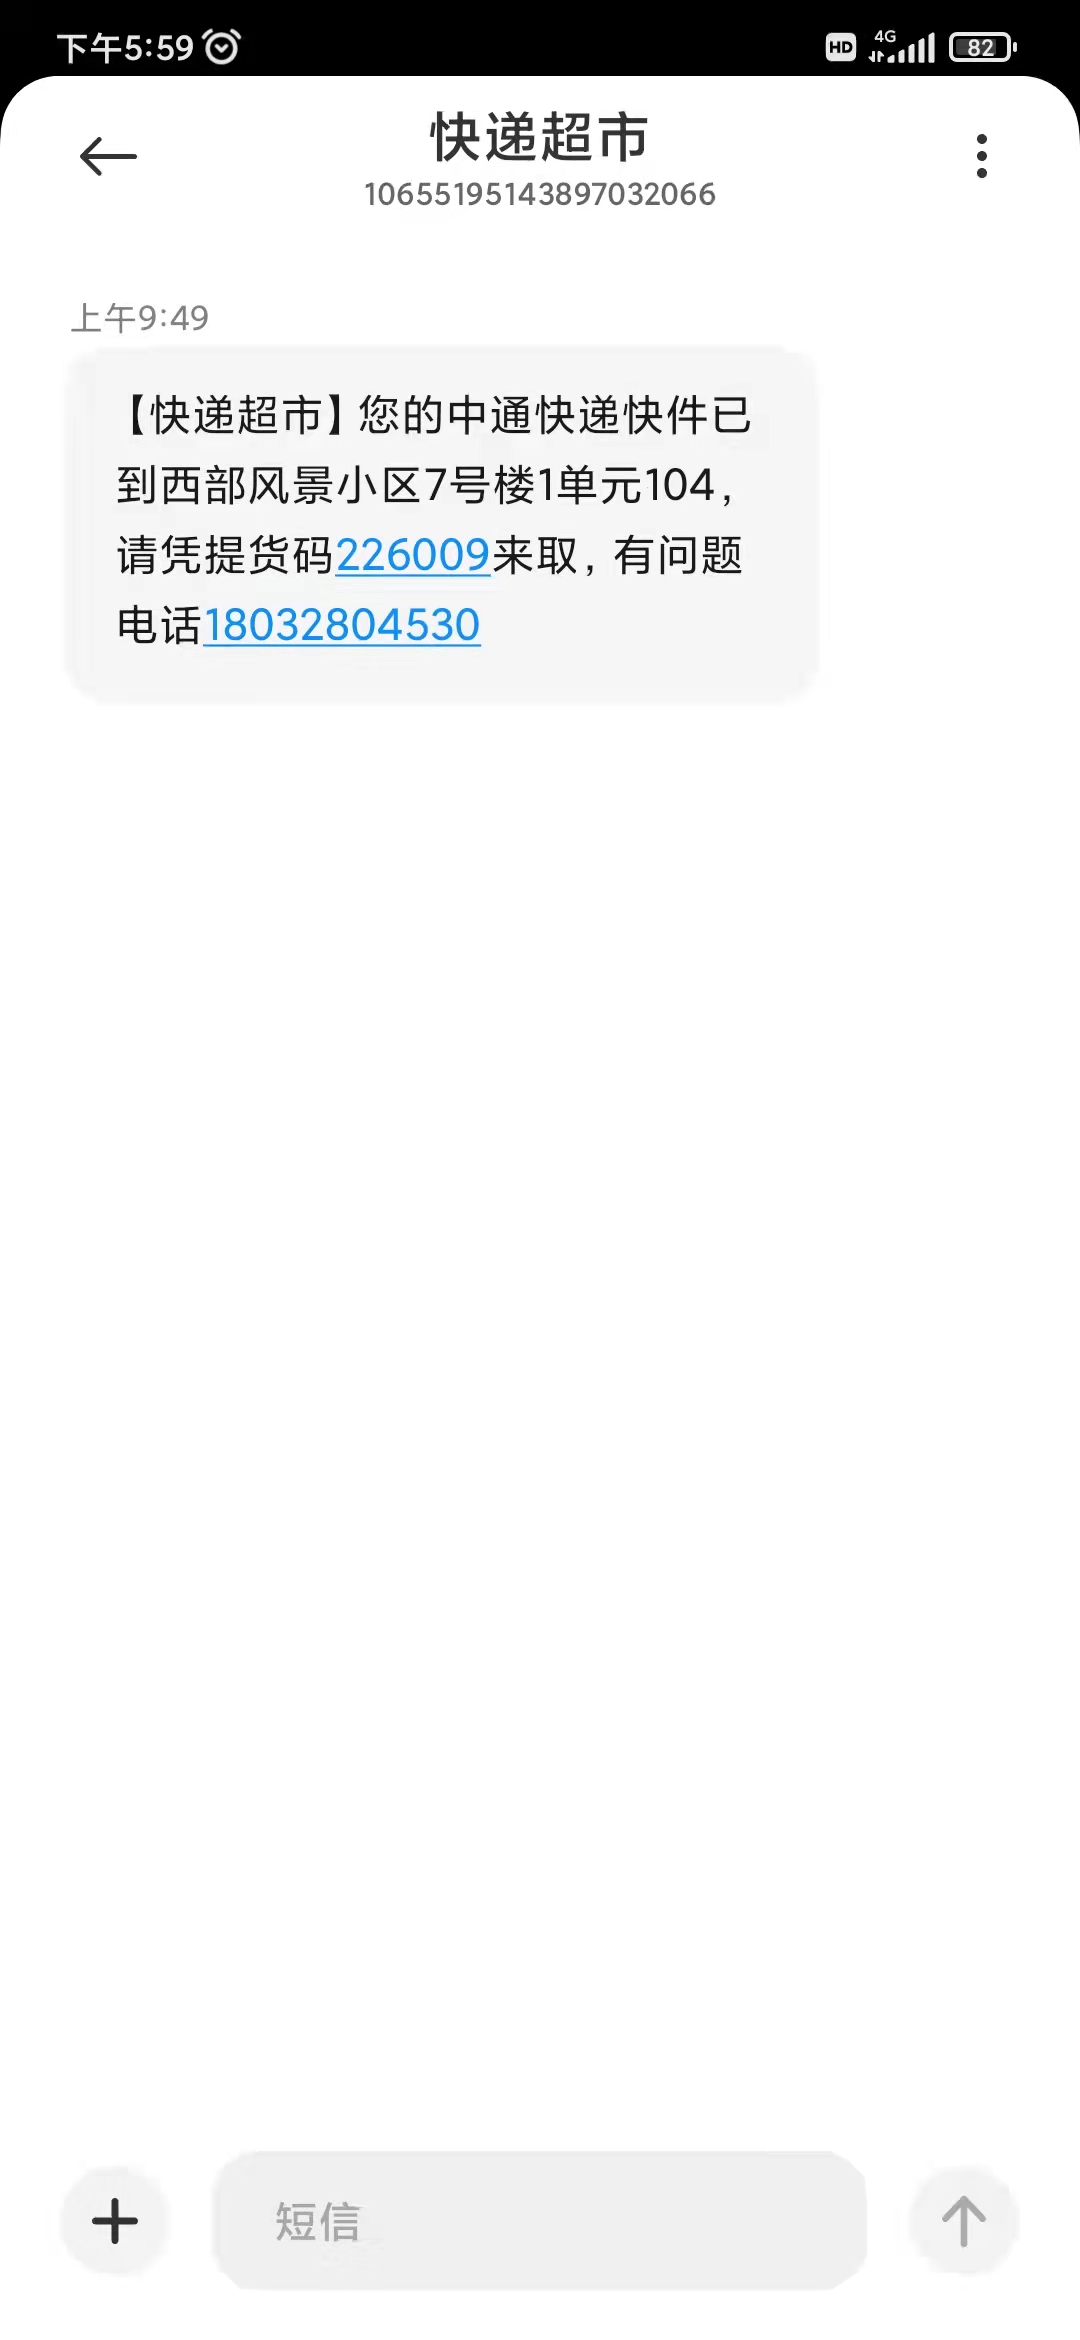 下午5:59
HD 4G 82
快递超市
10655195143897032066
上午9:49
【快递超市】您的中通快递快件已
到西部风景小区7号楼1单元104,
请凭提货码226009来取, 有问题
电话18032804530
短信